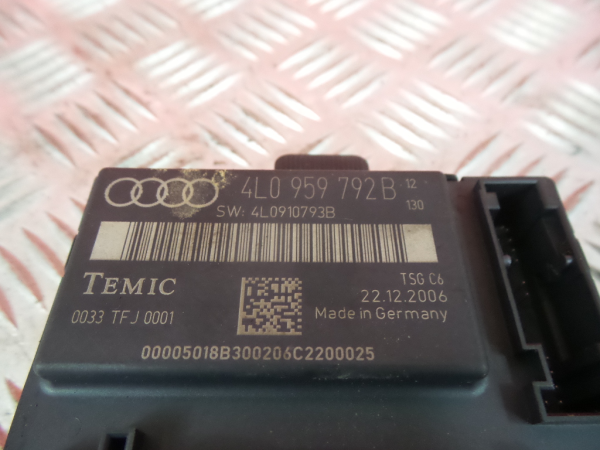 4L0 959 792B 12
130
SW: 4L0910793B
TEMIC
TSG C6
22.12.2006
0033 TFJ 0001
Made in Germany
00005018B300206C2200025